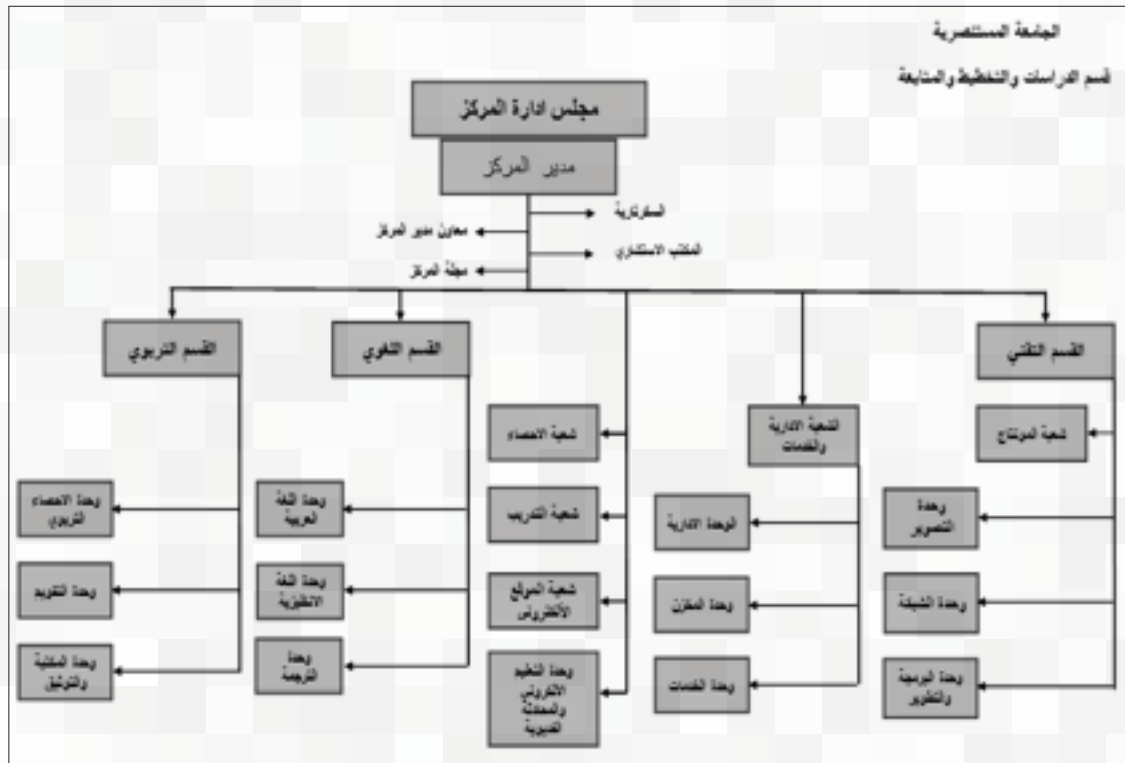 الجامعة المستنصرية
قسم الدراسات والتخطيط والمتابعة
مجلس ادارة المركز
مدير المركز
السكرتارية
معاون مدير المركز
المكتب الاستشاري
مجلة المركز
القسم التقني
القسم اللغوي
القسم التربوي
شعبة المونتاج
الشعبة الادارية
والخدمات
شعبة الاحصاء
وحدة
التصوير
الوحدة الادارية
شعبة التدريب
وحدة اللغة
العربية
وحدة الاحصاء
التربوي
وحدة الشبكة
وحدة المخزن
شعبة الموقع
الألكتروني
وحدة اللغة
الانكليزية
وحدة التقويم
وحدة البرمجة
والتطوير
وحدة الخدمات
وحدة التعليم
الالكتروني
والمحادثة
وحدة
الترجمة
وحدة المكتبة
والتوثيق